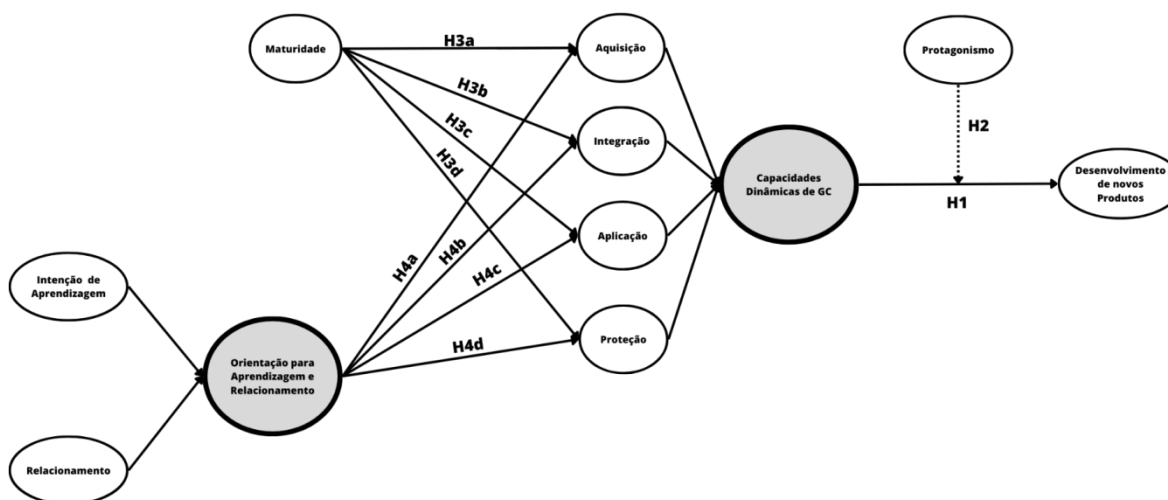 Maturidade
H3a
Aquisição
Protagonismo
H3b
H3c
Integração
H2
H3d
Capacidades
Dinâmicas de GC
Desenvolvimento
de novos
Produtos
H1
H4a
H4b
Aplicação
H4c
Intenção de
Aprendizagem
Proteção
H4d
Orientação para
Aprendizagem e
Relacionamento
Relacionamento